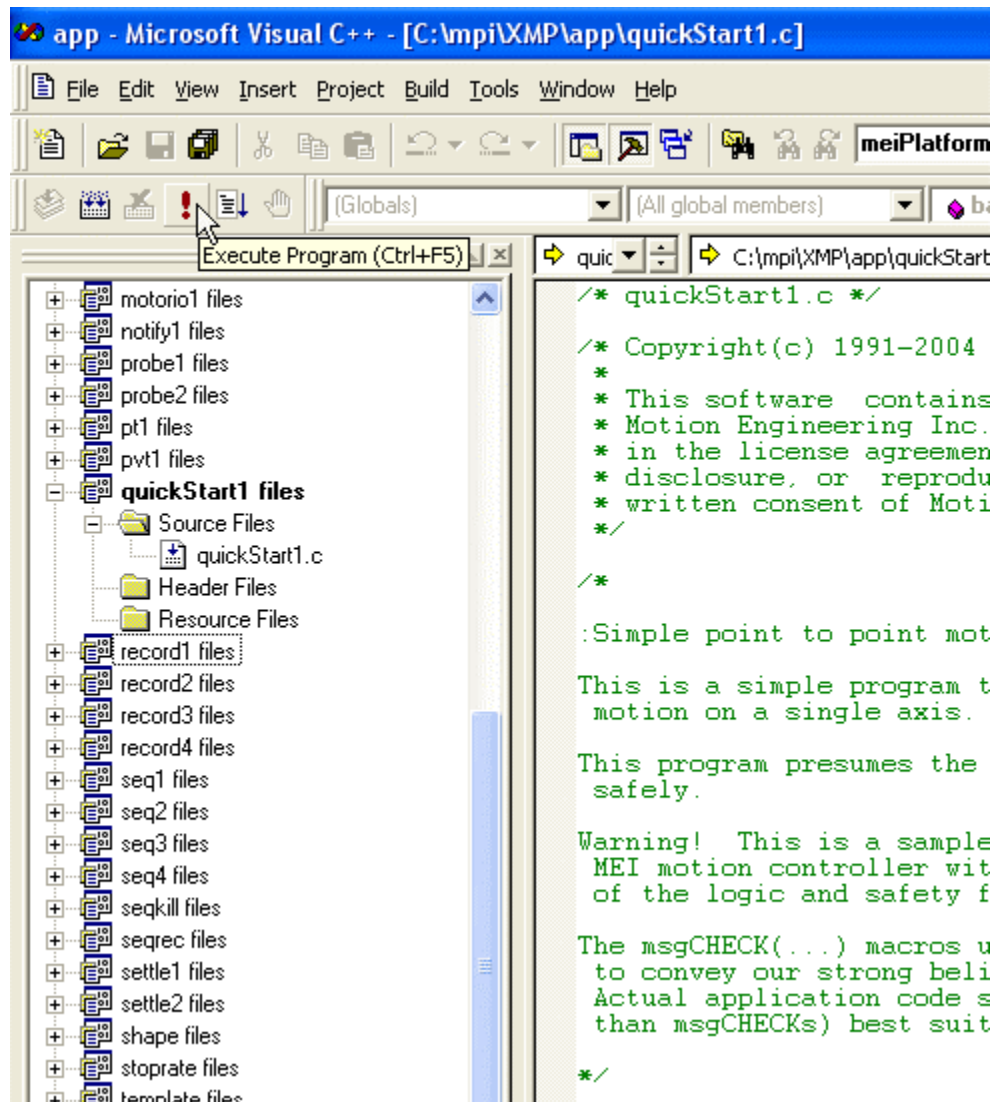 app - Microsoft Visual C++ - [C:\mpi\XMP\app\quickStart1.c]
File Edit View Insert Project Build Tools Window Help
meiPlatform
(Globals)
(All global members)
Execute Program (Ctrl+F5)
quic
C:\mpi\XMP\app\quickStart
motorio1 files
notify1 files
probe1 files
probe2 files
pt1 files
pvt1 files
quickStart1 files
Source Files
quickStart1.c
Header Files
Resource Files
record1 files
record2 files
record3 files
record4 files
seq1 files
seq2 files
seq3 files
seq4 files
seqkill files
seqrec files
settle1 files
settle2 files
shape files
stoprate files
template files
/* quickStart1.c */
/* Copyright(c) 1991-2004
*
* This software contains
* Motion Engineering Inc.
* in the license agreemen
* disclosure, or reprodu
* written consent of Moti
*/
/*
:Simple point to point mot
This is a simple program t
motion on a single axis.
This program presumes the
safely.
Warning! This is a sample
MEI motion controller wit
of the logic and safety f
The msgCHECK(...) macros u
to convey our strong beli
Actual application code s
than msgCHECKs) best suit
*/